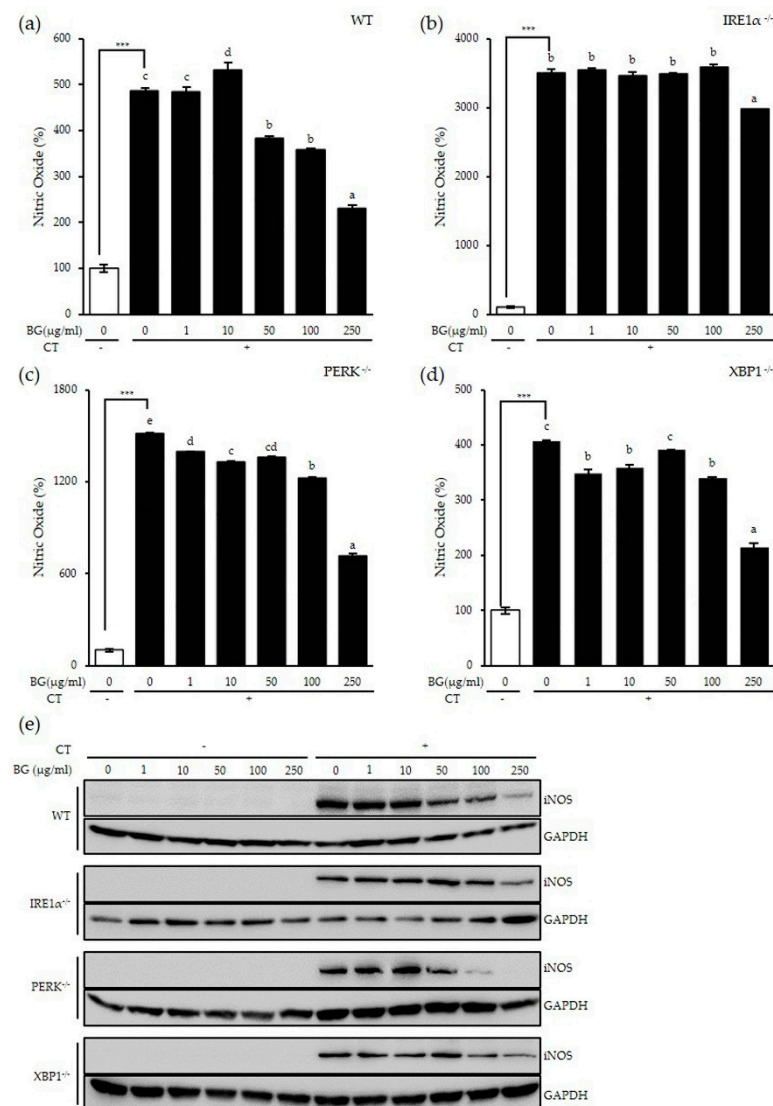 (a) WT
Nitric Oxide (%)
600
500
400
300
200
100
0
***
c c d b b a
BG(µg/ml) 0 0 1 10 50 100 250
CT - +
(b) IRE1α-/-
Nitric Oxide (%)
4000
3000
2000
1000
0
***
b b b b b a
BG(µg/ml) 0 0 1 10 50 100 250
CT - +
(c) PERK-/-
Nitric Oxide (%)
1800
1200
600
0
***
e d c cd b a
BG(µg/ml) 0 0 1 10 50 100 250
CT - +
(d) XBP1-/-
Nitric Oxide (%)
500
400
300
200
100
0
***
c b b c b a
BG(µg/ml) 0 0 1 10 50 100 250
CT - +
(e)
CT - +
BG (µg/ml) 0 1 10 50 100 250 0 1 10 50 100 250
WT
iNOS
GAPDH
IRE1α-/-
iNOS
GAPDH
PERK-/-
iNOS
GAPDH
XBP1-/-
iNOS
GAPDH